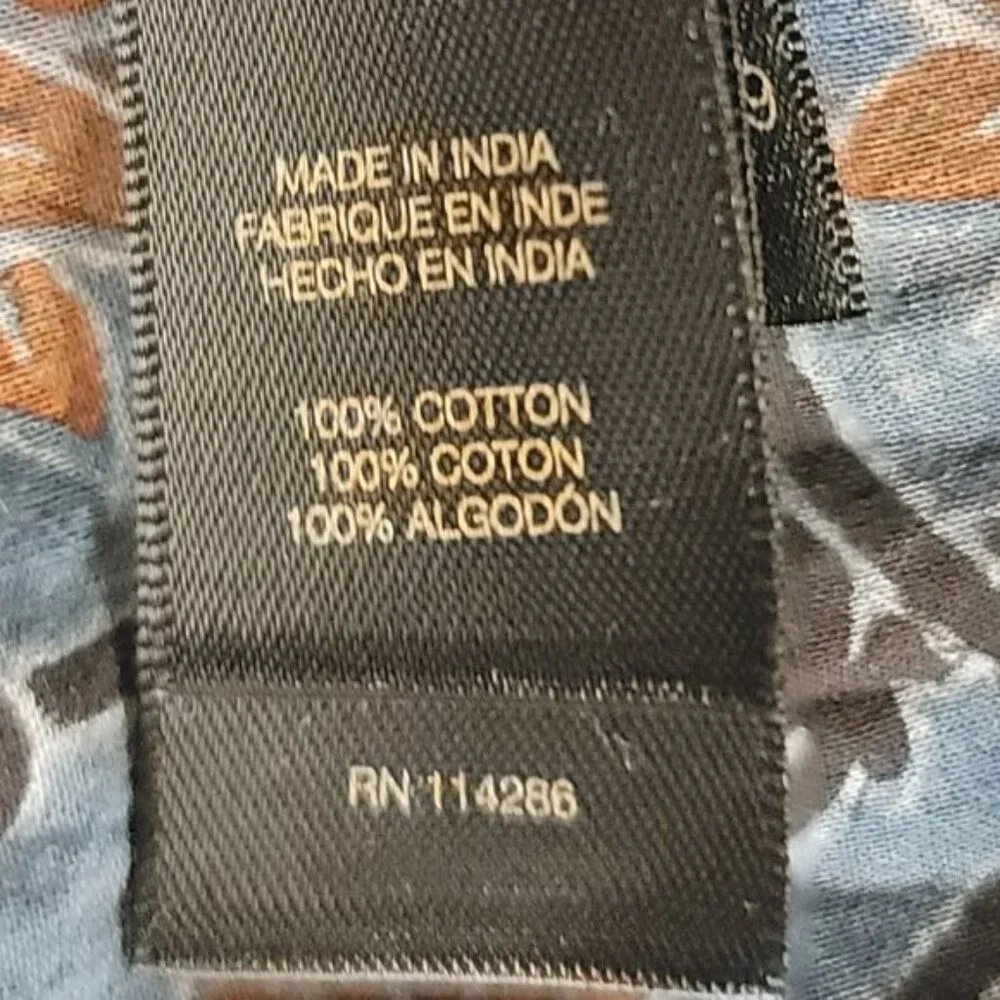 MADE IN INDIA
FABRIQUE EN INDE
HECHO EN INDIA
100% COTTON
100% COTON
100% ALGODÓN
RN 114286